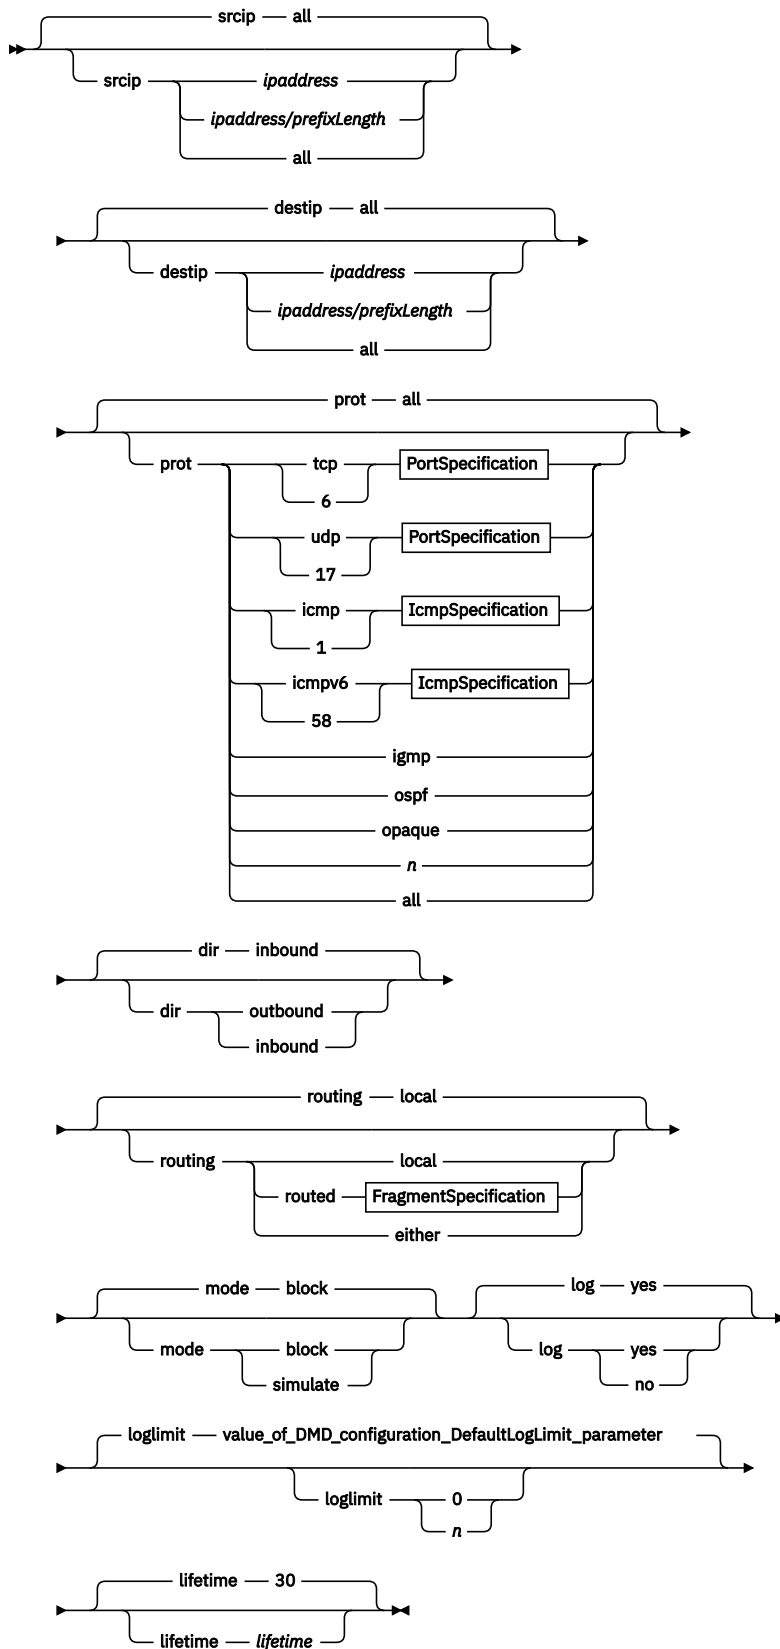 srcip all
srcip ipaddress
ipaddress/prefixLength
all
destip all
destip ipaddress
ipaddress/prefixLength
all
prot all
prot tcp PortSpecification
6
udp PortSpecification
17
icmp IcmpSpecification
1
icmpv6 IcmpSpecification
58
igmp
ospf
opaque
n
all
dir inbound
dir outbound
inbound
routing local
routing local
routed FragmentSpecification
either
mode block log yes
mode block log yes
simulate no
loglimit value_of_DMD_configuration_DefaultLogLimit_parameter
loglimit 0
n
lifetime 30
lifetime lifetime